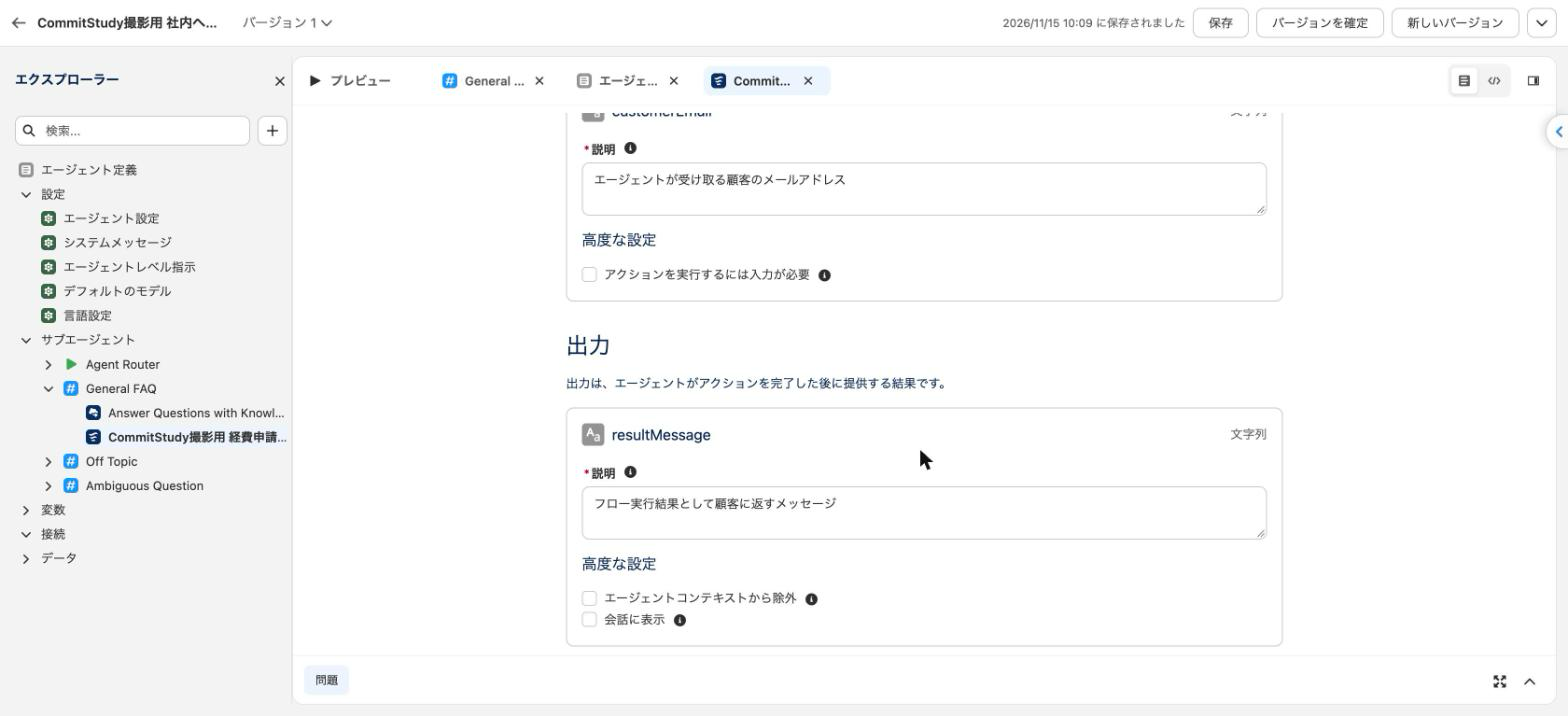 CommitStudy撮影用 社内ヘ...
バージョン 1
2026/11/15 10:09 に保存されました
保存
バージョンを確定
新しいバージョン
エクスプローラー
検索...
エージェント定義
設定
エージェント設定
システムメッセージ
エージェントレベル指示
デフォルトのモデル
言語設定
サブエージェント
Agent Router
General FAQ
Answer Questions with Knowl...
CommitStudy撮影用 経費申請...
Off Topic
Ambiguous Question
変数
接続
データ
プレビュー
General ...
エージェ...
Commit...
customerEmail
文字列
*説明
エージェントが受け取る顧客のメールアドレス
高度な設定
アクションを実行するには入力が必要
出力
出力は、エージェントがアクションを完了した後に提供する結果です。
Aa
resultMessage
文字列
*説明
フロー実行結果として顧客に返すメッセージ
高度な設定
エージェントコンテキストから除外
会話に表示
問題